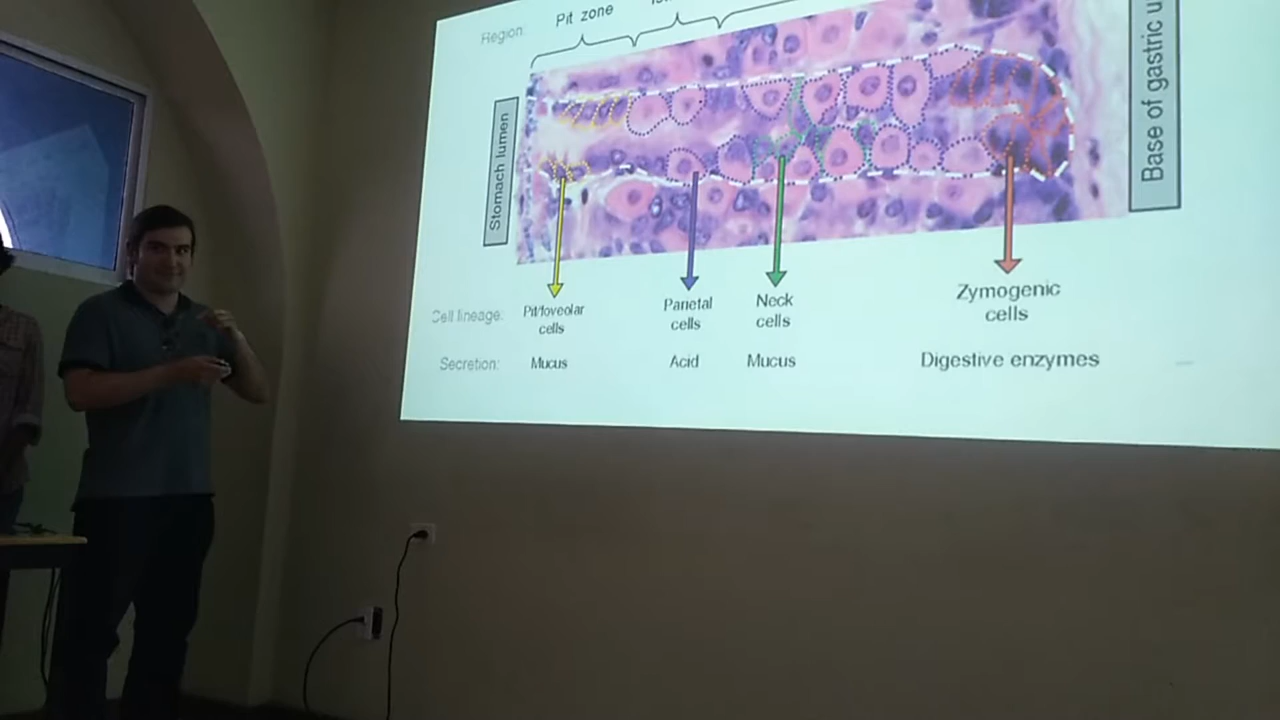 Region:
Pit zone
Stomach lumen
Base of gastric u
Cell lineage:
Pit/foveolar
cells
Parietal
cells
Neck
cells
Zymogenic
cells
Secretion:
Mucus
Acid
Mucus
Digestive enzymes